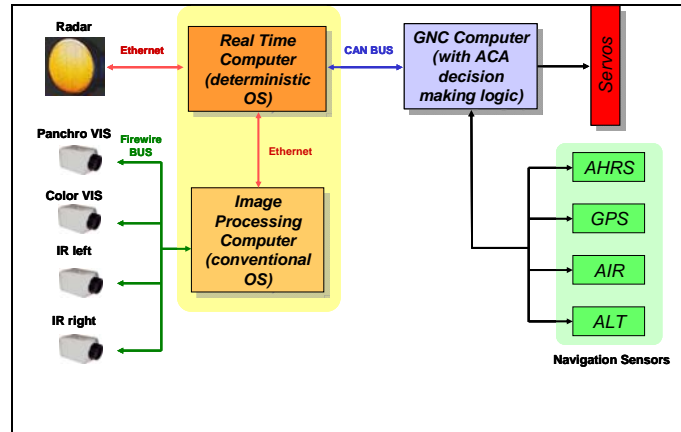 Radar
Ethernet
Real Time
Computer
(deterministic
OS)
CAN BUS
GNC Computer
(with ACA
decision
making logic)
Servos
Panchro VIS
Firewire
BUS
Ethernet
Color VIS
Image
Processing
Computer
(conventional
OS)
IR left
IR right
AHRS
GPS
AIR
ALT
Navigation Sensors